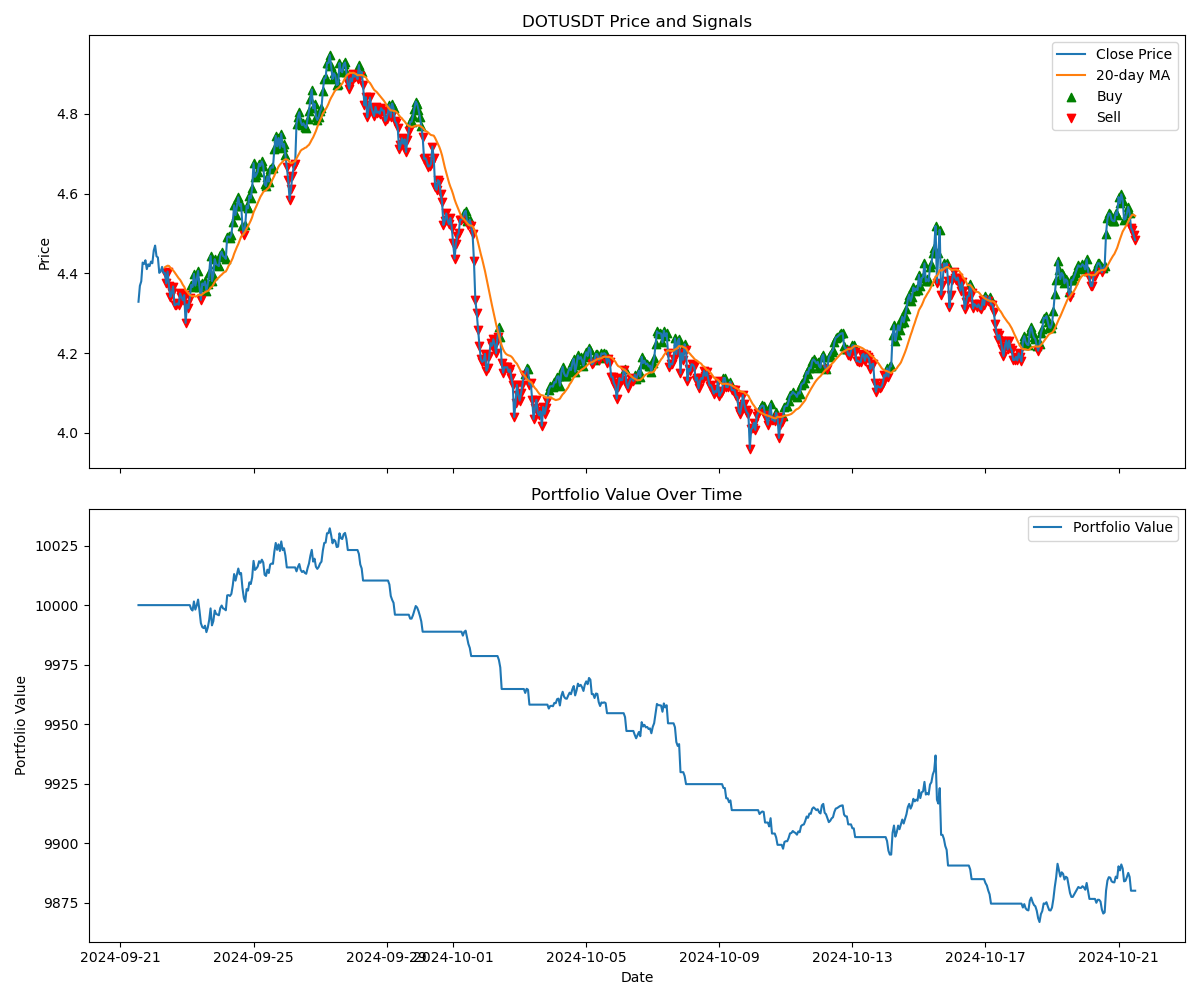 DOTUSDT Price and Signals
Close Price
20-day MA
Buy
Sell
Price
4.8
4.6
4.4
4.2
4.0
Portfolio Value Over Time
Portfolio Value
Portfolio Value
10025
10000
9975
9950
9925
9900
9875
2024-09-21
2024-09-25
2024-09-29
2024-10-01
2024-10-05
2024-10-09
2024-10-13
2024-10-17
2024-10-21
Date